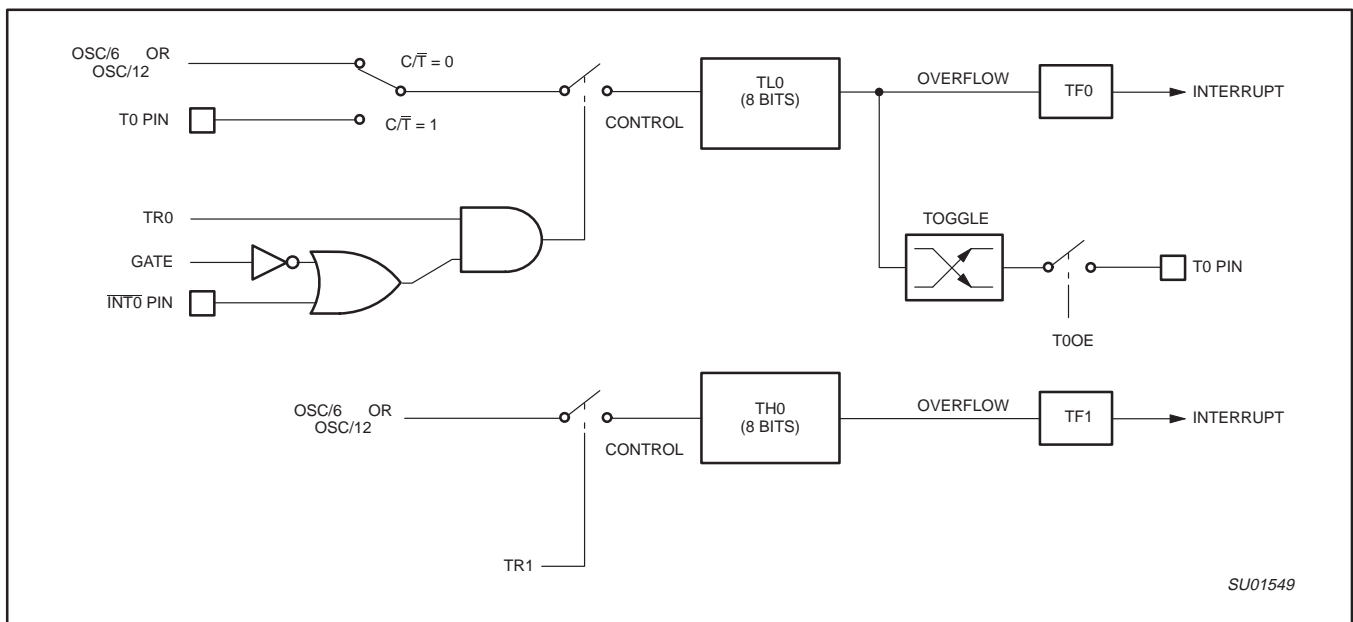 OSC/6 OR
OSC/12
C/T̅ = 0
TL0
(8 BITS)
OVERFLOW
TF0
INTERRUPT
T0 PIN
C/T̅ = 1
CONTROL
TR0
TOGGLE
GATE
I̅N̅T̅0̅ PIN
T0 PIN
T0OE
OSC/6 OR
OSC/12
TH0
(8 BITS)
OVERFLOW
TF1
INTERRUPT
CONTROL
TR1
SU01549